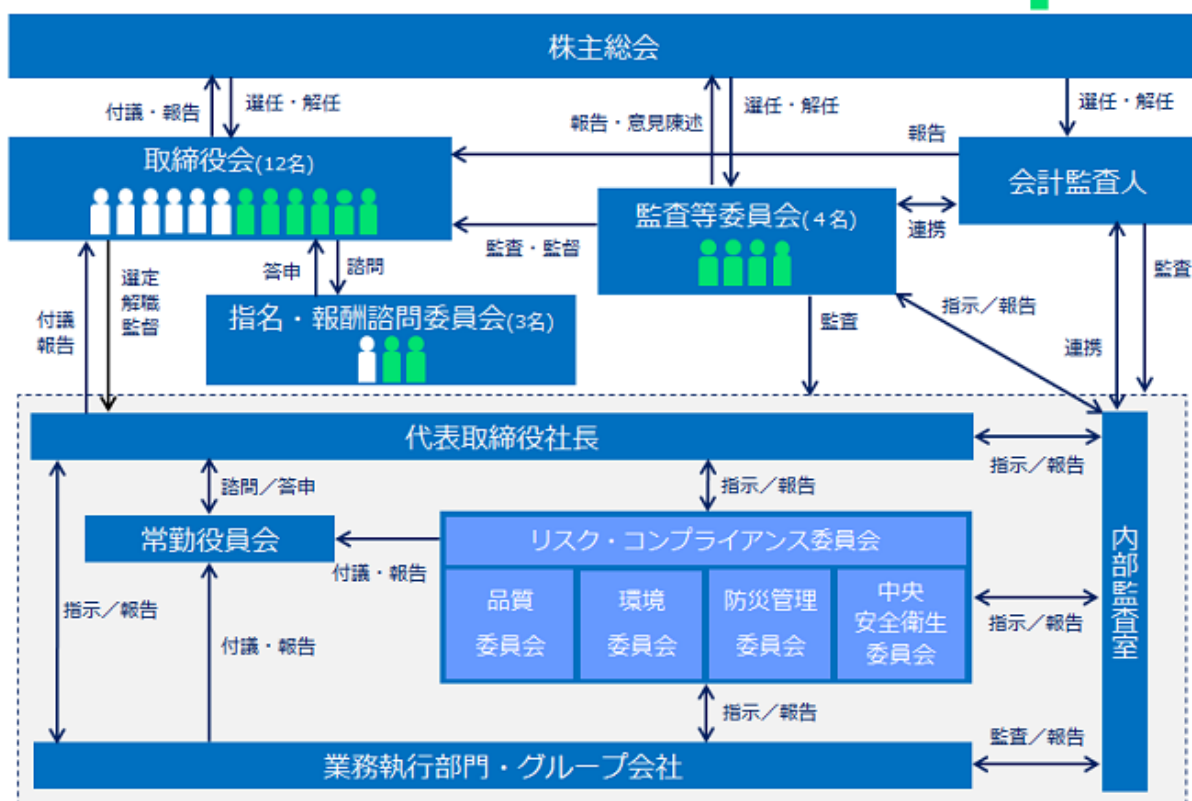 株主総会
付議・報告
選任・解任
報告・意見陳述
選任・解任
選任・解任
取締役会(12名)
報告
会計監査人
監査等委員会(4名)
連携
監査・監督
監査
答申
諮問
選定
解職
監督
付議
報告
指名・報酬諮問委員会(3名)
監査
指示／報告
連携
代表取締役社長
指示／報告
諮問／答申
指示／報告
常勤役員会
リスク・コンプライアンス委員会
付議・報告
品質
委員会
環境
委員会
防災管理
委員会
中央
安全衛生
委員会
内部監査室
指示／報告
指示／報告
付議・報告
指示／報告
監査／報告
業務執行部門・グループ会社